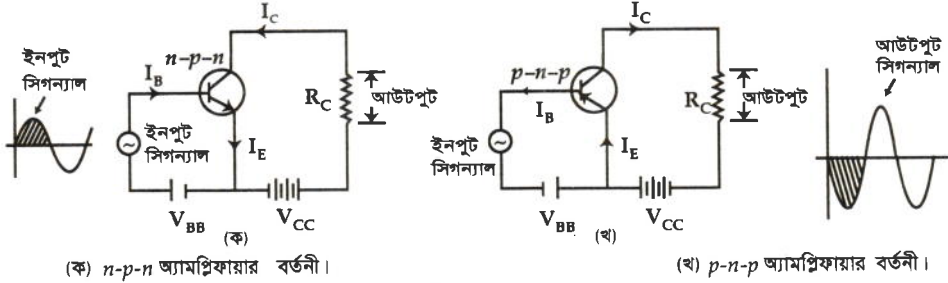 ইনপুট
সিগন্যাল
I_C
n-p-n
I_B
R_C
আউটপুট
ইনপুট
সিগন্যাল
I_E
V_BB
V_CC
(ক)
(ক) n-p-n অ্যামপ্লিফায়ার বর্তনী।
I_C
p-n-p
I_B
R_C
আউটপুট
ইনপুট
সিগন্যাল
I_E
V_BB
V_CC
(খ)
আউটপুট
সিগন্যাল
(খ) p-n-p অ্যামপ্লিফায়ার বর্তনী।